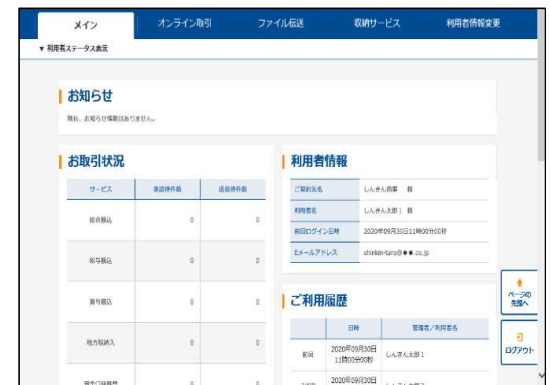 メイン
オンライン取引
ファイル伝送
収納サービス
利用者情報変更
▼ 利用者ステータス表示
お知らせ
現在、お知らせ情報はありません。
お取引状況
サービス 承認待件数 送信待件数
総合振込 0 0
給与振込 0 0
賞与振込 0 0
地方税納入 0 0
0 0
利用者情報
ご契約先名 しんきん商事 様
利用者名 しんきん太郎1 様
前回ログイン日時 2020年09月30日11時00分00秒
Eメールアドレス shinkin-taro@●●.co.jp
ご利用履歴
日時 管理者/利用者名
前回 2020年09月30日
11時00分00秒 しんきん太郎1
2020年09月30日
ページの
先頭へ
ログアウト